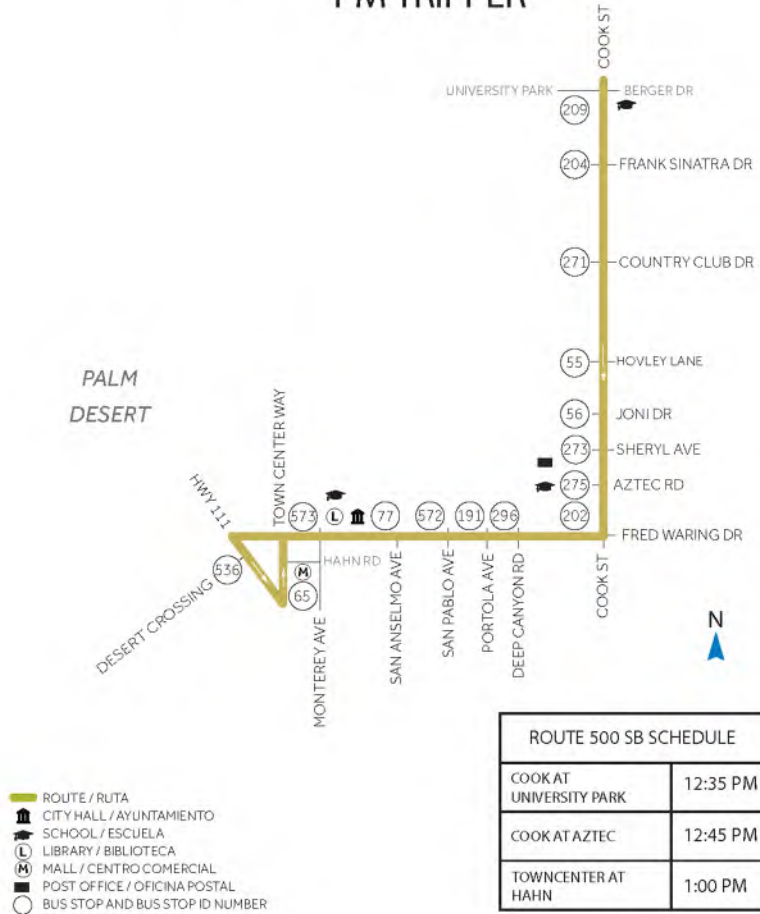 PM TRIPPER
COOK ST
UNIVERSITY PARK
BERGER DR
209
204
FRANK SINATRA DR
271
COUNTRY CLUB DR
55
HOVLEY LANE
PALM
DESERT
56
JONI DR
273
SHERYL AVE
275
AZTEC RD
HWY 111
TOWN CENTER WAY
573
L
77
572
191
296
202
FRED WARING DR
536
HAHN RD
M
65
DESERT CROSSING
MONTEREY AVE
SAN ANSELMO AVE
SAN PABLO AVE
PORTOLA AVE
DEEP CANYON RD
COOK ST
N
ROUTE 500 SB SCHEDULE
COOK AT
UNIVERSITY PARK
12:35 PM
COOK AT AZTEC
12:45 PM
TOWNCENTER AT
HAHN
1:00 PM
ROUTE / RUTA
CITY HALL / AYUNTAMIENTO
SCHOOL / ESCUELA
L LIBRARY / BIBLIOTECA
M MALL / CENTRO COMERCIAL
POST OFFICE / OFICINA POSTAL
BUS STOP AND BUS STOP ID NUMBER